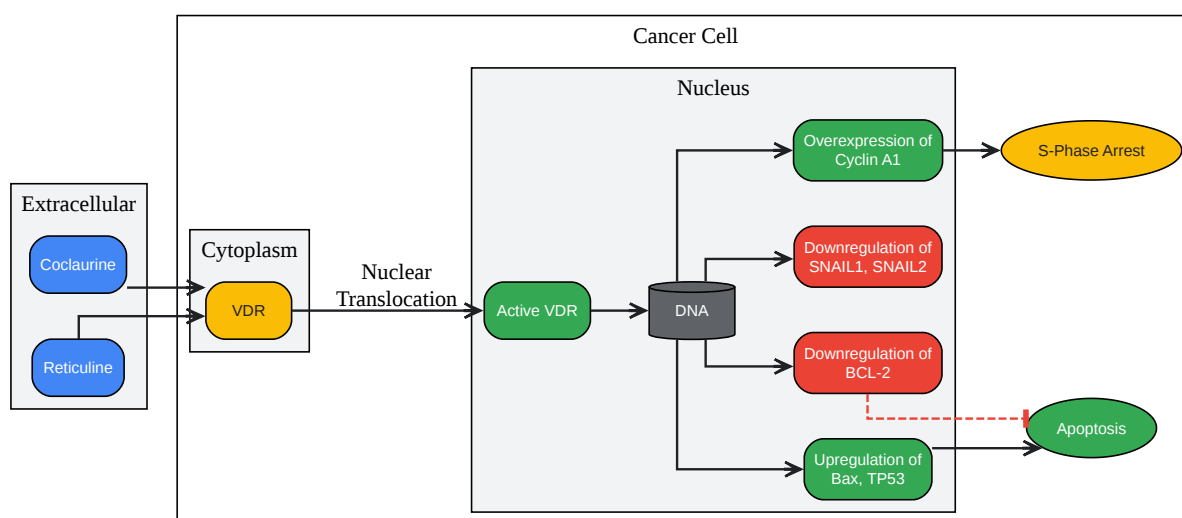 Cancer Cell
Nucleus
Extracellular
Coclaurine
Reticuline
Cytoplasm
VDR
Nuclear
Translocation
Active VDR
DNA
Overexpression of
Cyclin A1
Downregulation of
SNAIL1, SNAIL2
Downregulation of
BCL-2
Upregulation of
Bax, TP53
S-Phase Arrest
Apoptosis